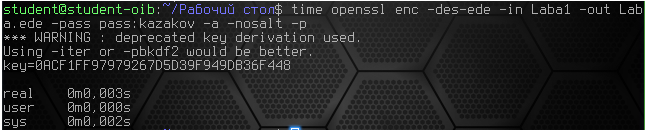 student@student-oib:~/Рабочий стол$ time openssl enc -des-ede -in Laba1 -out Lab
a.ede -pass pass:kazakov -a -nosalt -p
*** WARNING : deprecated key derivation used.
Using -iter or -pbkdf2 would be better.
key=0ACF1FF97979267D5D39F949DB36F448
real    0m0,003s
user    0m0,000s
sys     0m0,002s